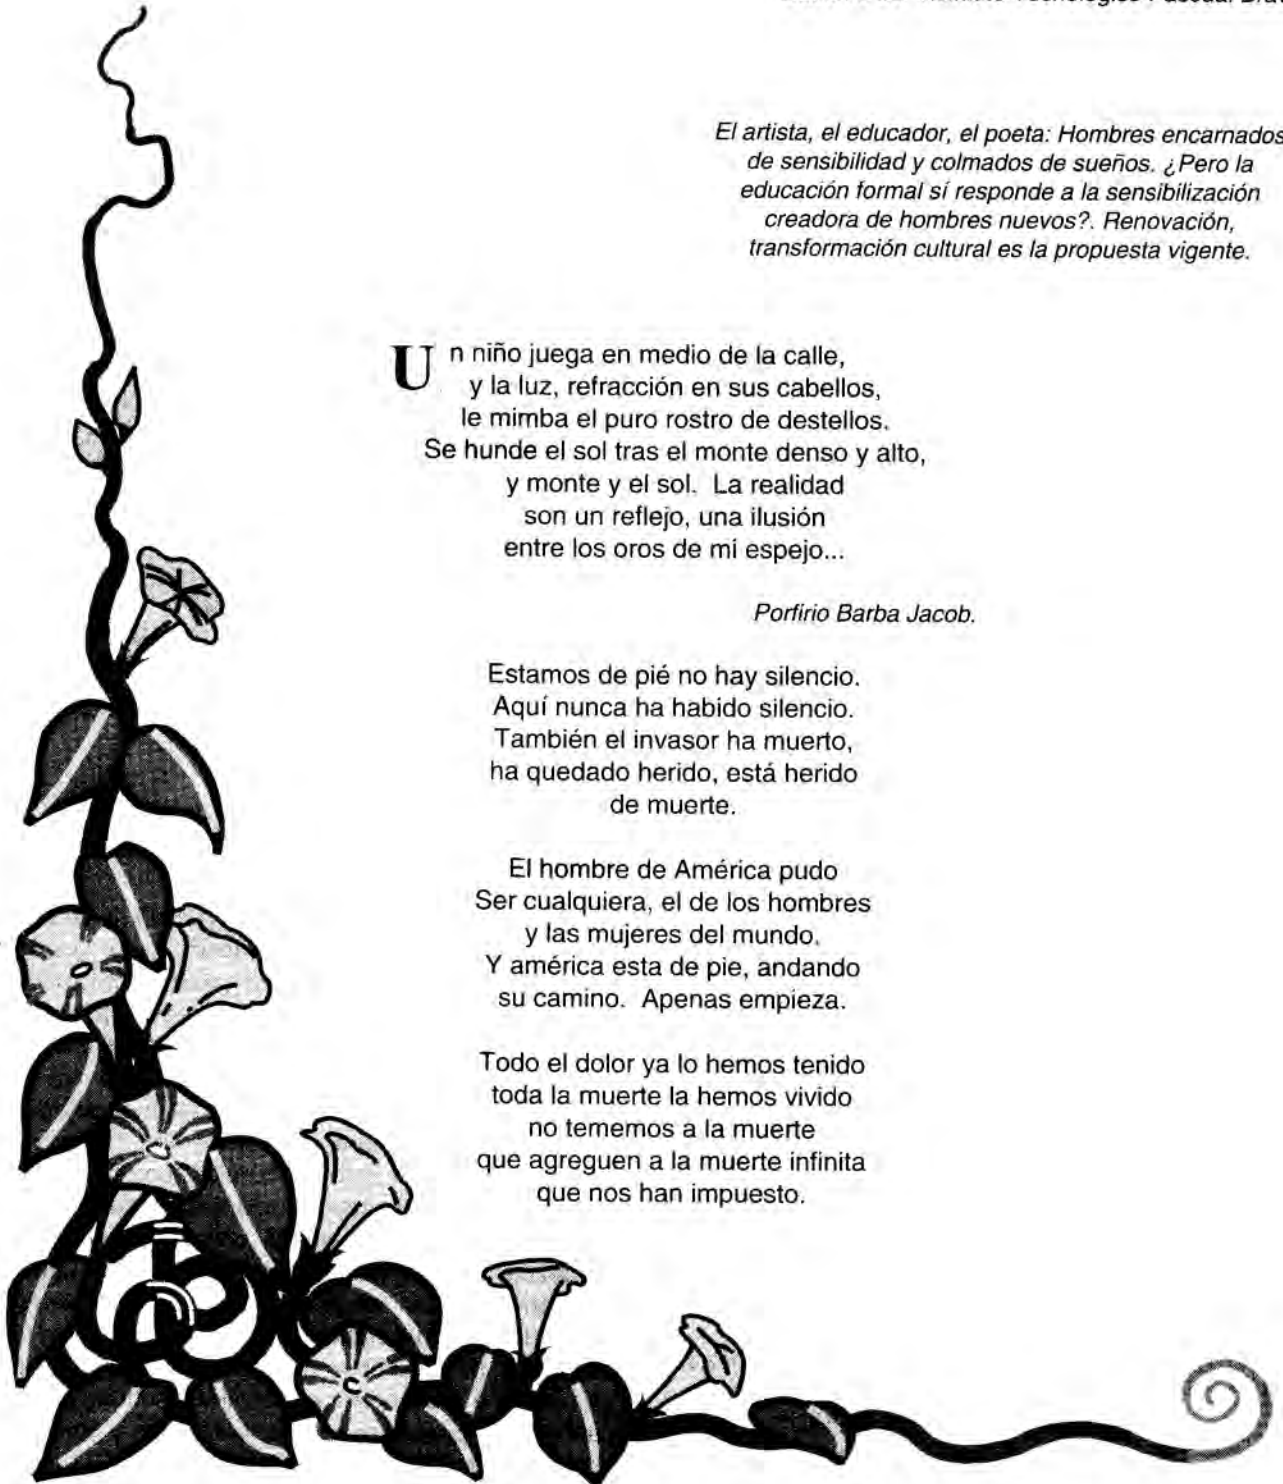 Tecnológico Pascual
El artista, el educador, el poeta: Hombres encarnados
de sensibilidad y colmados de sueños. ¿Pero la
educación formal sí responde a la sensibilización
creadora de hombres nuevos?. Renovación,
transformación cultural es la propuesta vigente.
Un niño juega en medio de la calle,
y la luz, refracción en sus cabellos,
le mimba el puro rostro de destellos.
Se hunde el sol tras el monte denso y alto,
y monte y el sol. La realidad
son un reflejo, una ilusión
entre los oros de mi espejo...
Porfirio Barba Jacob.
Estamos de pié no hay silencio.
Aquí nunca ha habido silencio.
También el invasor ha muerto,
ha quedado herido, está herido
de muerte.
El hombre de América pudo
Ser cualquiera, el de los hombres
y las mujeres del mundo.
Y américa esta de pie, andando
su camino. Apenas empieza.
Todo el dolor ya lo hemos tenido
toda la muerte la hemos vivido
no tememos a la muerte
que agreguen a la muerte infinita
que nos han impuesto.